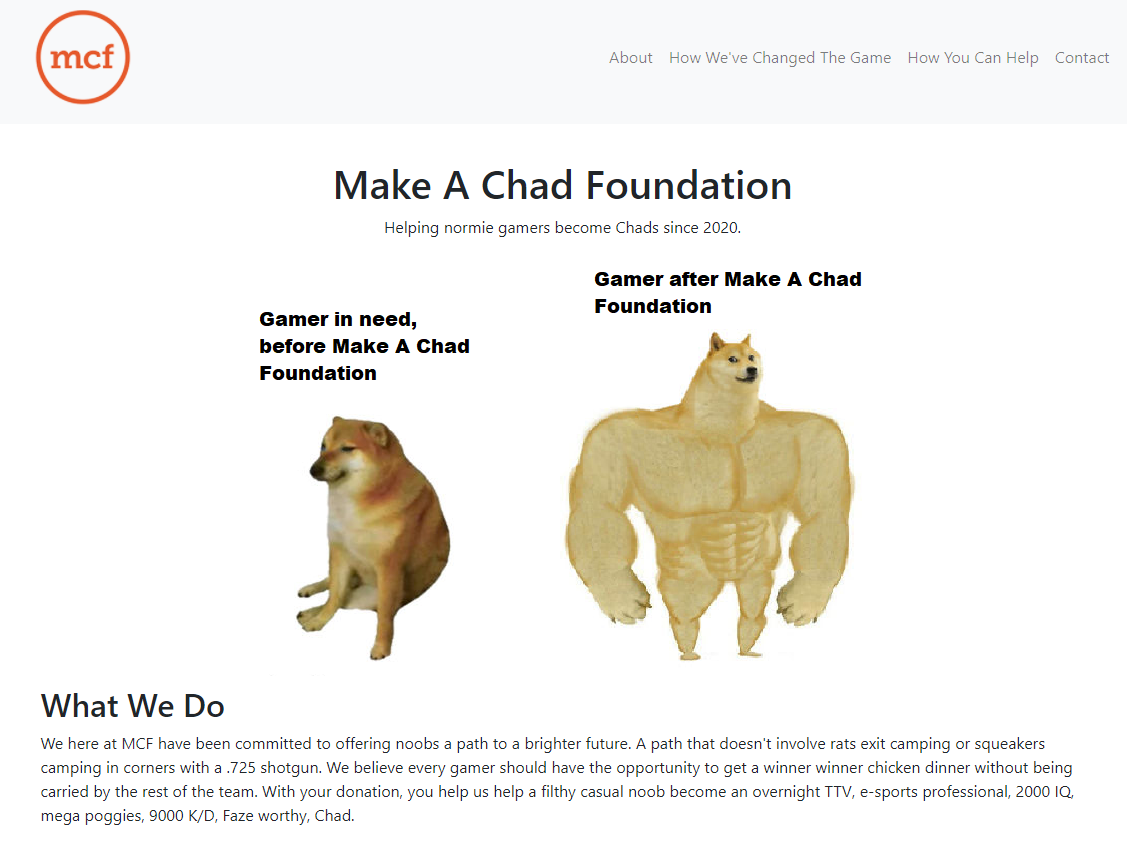 mcf
About How We've Changed The Game How You Can Help Contact
Make A Chad Foundation
Helping normie gamers become Chads since 2020.
Gamer in need,
before Make A Chad
Foundation
Gamer after Make A Chad
Foundation
What We Do
We here at MCF have been committed to offering noobs a path to a brighter future. A path that doesn't involve rats exit camping or squeakers
camping in corners with a .725 shotgun. We believe every gamer should have the opportunity to get a winner winner chicken dinner without being
carried by the rest of the team. With your donation, you help us help a filthy casual noob become an overnight TTV, e-sports professional, 2000 IQ,
mega poggies, 9000 K/D, Faze worthy, Chad.